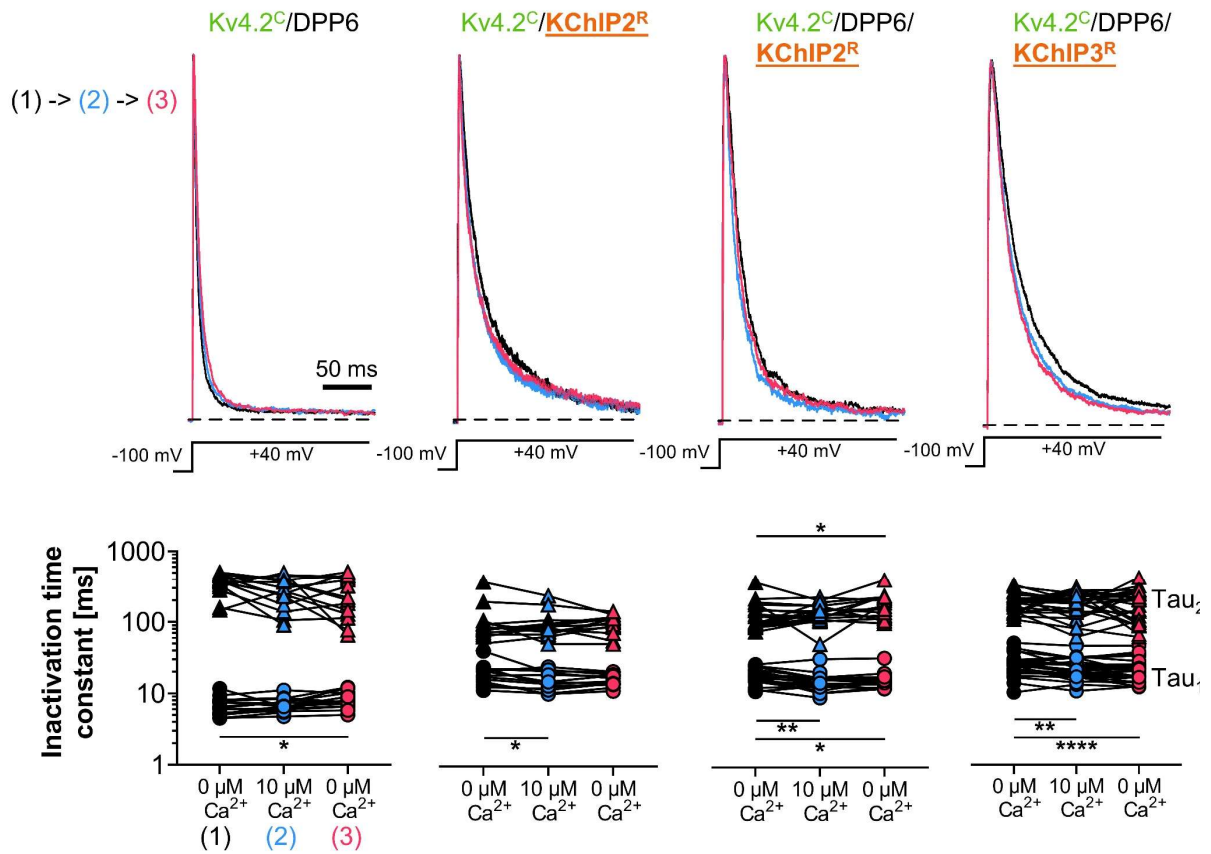 Kv4.2ᶜ/DPP6
Kv4.2ᶜ/KChIP2ᴿ
Kv4.2ᶜ/DPP6/
KChIP2ᴿ
Kv4.2ᶜ/DPP6/
KChIP3ᴿ
(1) -> (2) -> (3)
50 ms
-100 mV
+40 mV
-100 mV
+40 mV
-100 mV
+40 mV
-100 mV
+40 mV
Inactivation time
constant [ms]
1000
100
10
1
*
*
*
**
*
**
****
Tau₂
Tau₁
0 µM
Ca²⁺
(1)
10 µM
Ca²⁺
(2)
0 µM
Ca²⁺
(3)
0 µM
Ca²⁺
10 µM
Ca²⁺
0 µM
Ca²⁺
0 µM
Ca²⁺
10 µM
Ca²⁺
0 µM
Ca²⁺
0 µM
Ca²⁺
10 µM
Ca²⁺
0 µM
Ca²⁺